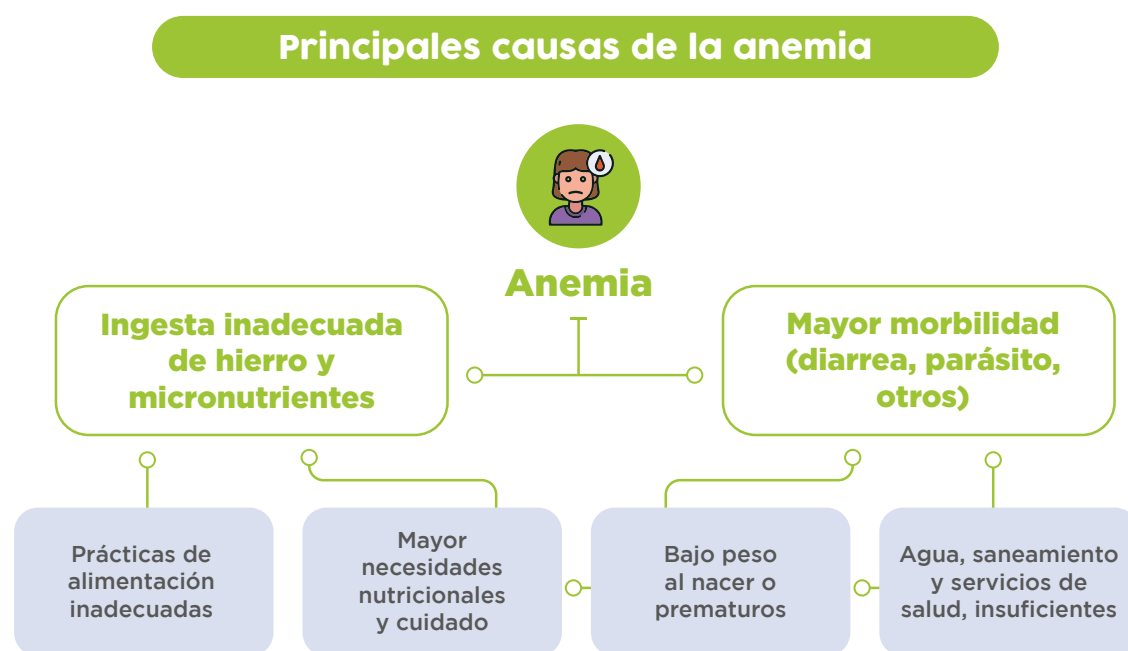 Principales causas de la anemia
Anemia
Ingesta inadecuada
de hierro y
micronutrientes
Mayor morbilidad
(diarrea, parásito,
otros)
Prácticas de
alimentación
inadecuadas
Mayor
necesidades
nutricionales
y cuidado
Bajo peso
al nacer o
prematuros
Agua, saneamiento
y servicios de
salud, insuficientes